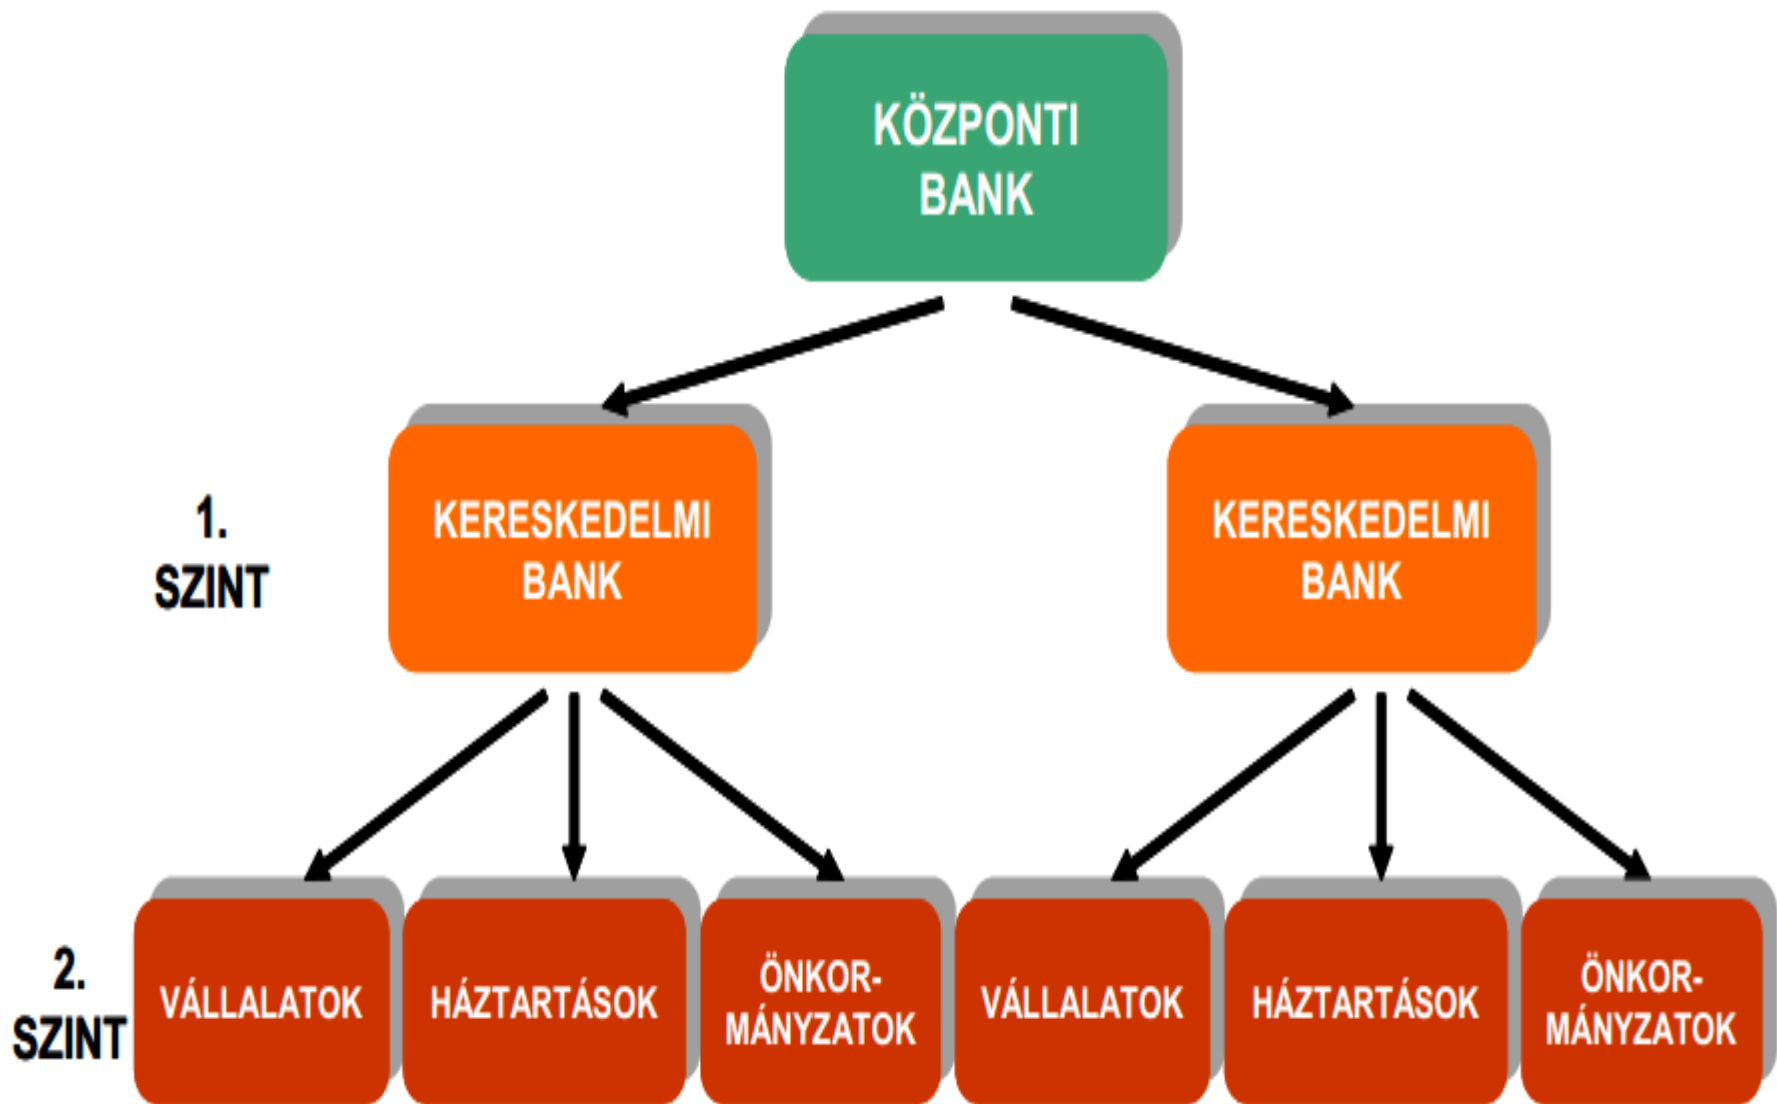 KÖZPONTI
BANK
1.
SZINT
KERESKEDELMI
BANK
KERESKEDELMI
BANK
2.
SZINT
VÁLLALATOK
HÁZTARTÁSOK
ÖNKOR-
MÁNYZATOK
VÁLLALATOK
HÁZTARTÁSOK
ÖNKOR-
MÁNYZATOK